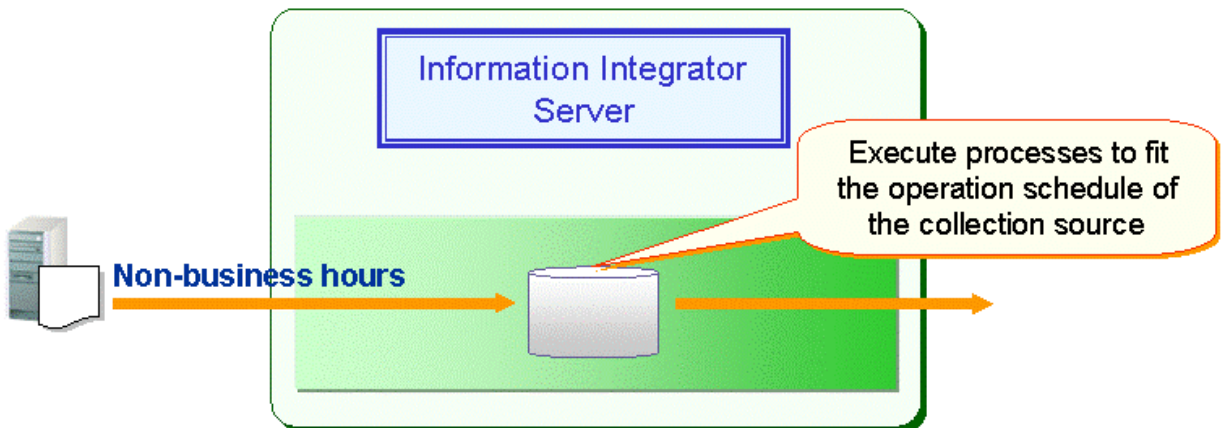 Information Integrator
Server
Execute processes to fit
the operation schedule of
the collection source
Non-business hours